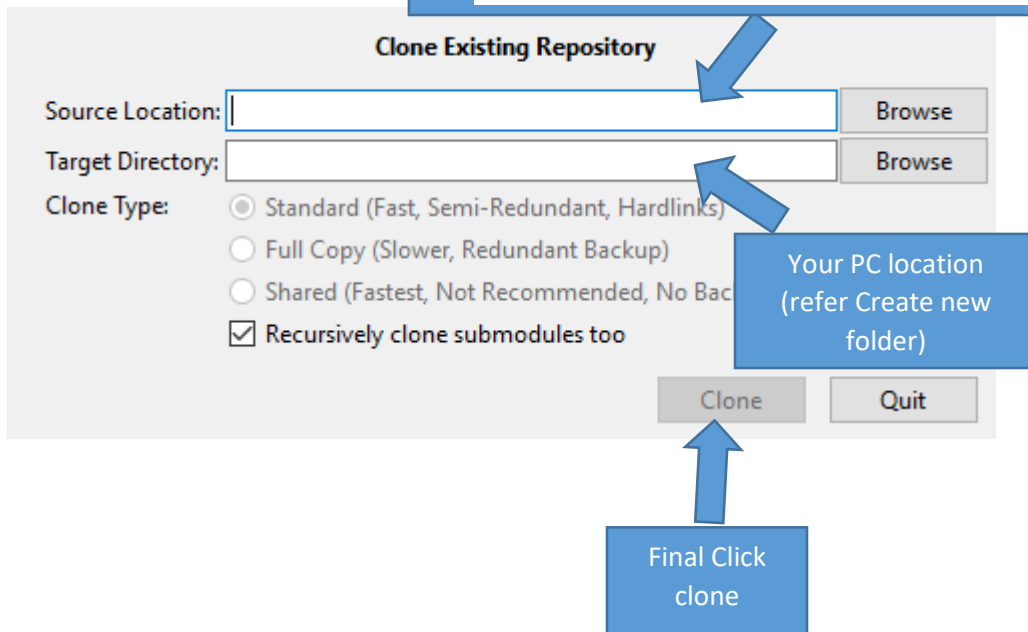 Clone Existing Repository
Source Location: Browse
Target Directory: Browse
Clone Type: Standard (Fast, Semi-Redundant, Hardlinks)
Full Copy (Slower, Redundant Backup)
Shared (Fastest, Not Recommended, No Bac
Recursively clone submodules too
Your PC location
(refer Create new
folder)
Clone Quit
Final Click
clone